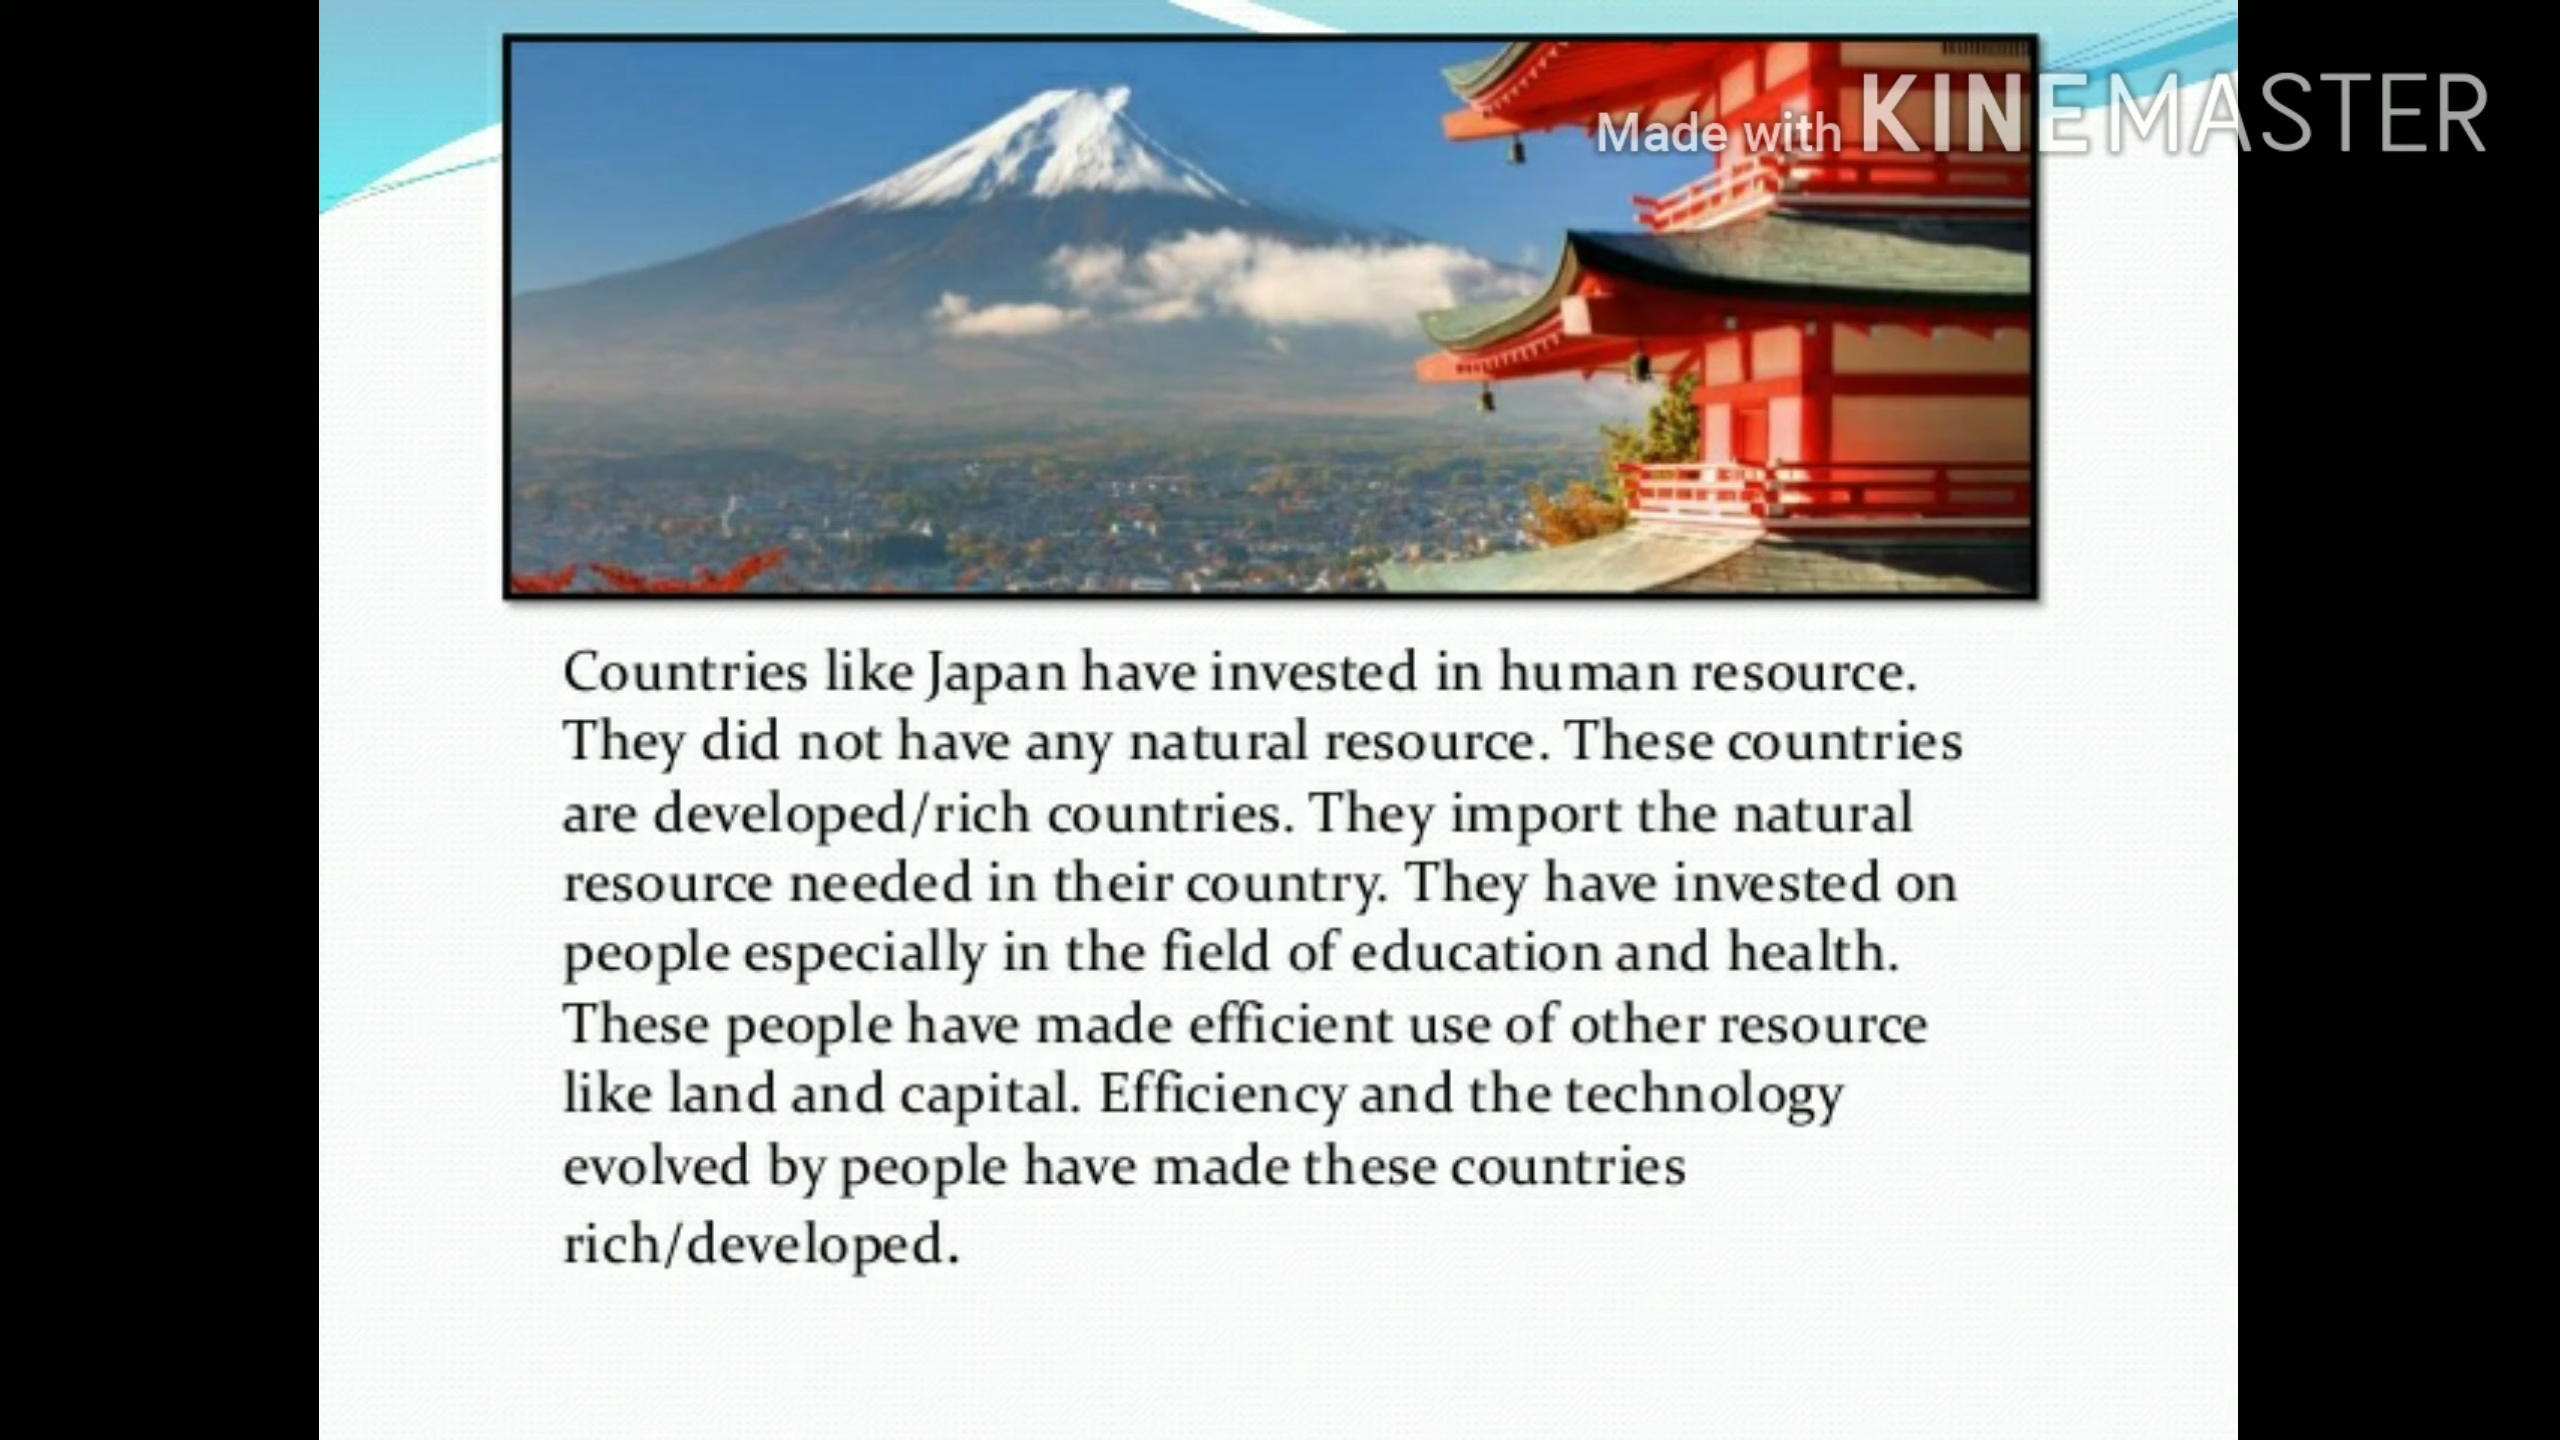 Made with KINEMASTER
Countries like Japan have invested in human resource.
They did not have any natural resource. These countries
are developed/rich countries. They import the natural
resource needed in their country. They have invested on
people especially in the field of education and health.
These people have made efficient use of other resource
like land and capital. Efficiency and the technology
evolved by people have made these countries
rich/developed.